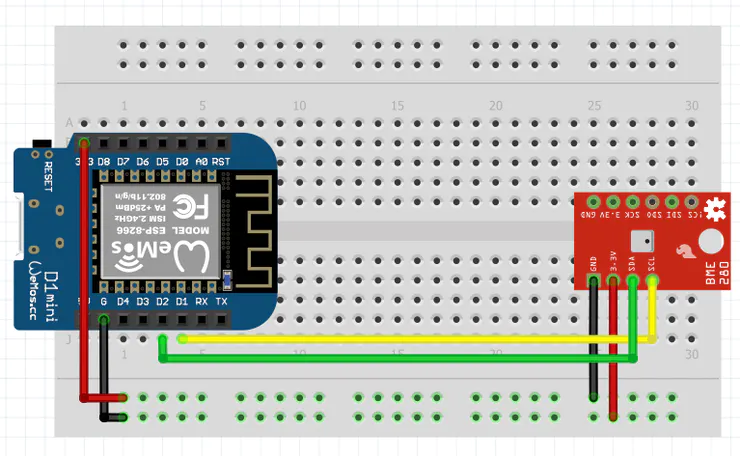 1 5 10 15 20 25 30
A
3V3 D8 D7 D6 D5 D0 A0 RST
RESET
WeMos
MODEL ESP-8266
ISM 2.4GHz
PA +25dBm
802.11b/g/n
FC
D1 mini
WeMos.cc
5V G D4 D3 D2 D1 RX TX
J
1 5 15 20 30
GND 3.3V SCK SDO SDI !CS
GND 3.3V SDA SCL
BME
280